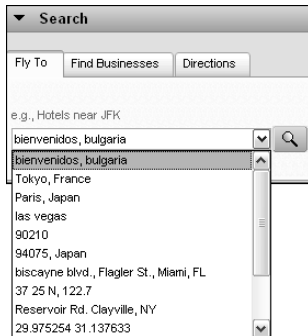 Search
Fly To Find Businesses Directions
e.g., Hotels near JFK
bienvenidos, bulgaria
bienvenidos, bulgaria
Tokyo, France
Paris, Japan
las vegas
90210
94075, Japan
biscayne blvd., Flagler St., Miami, FL
37 25 N, 122.7
Reservoir Rd. Clayville, NY
29.975254 31.137633